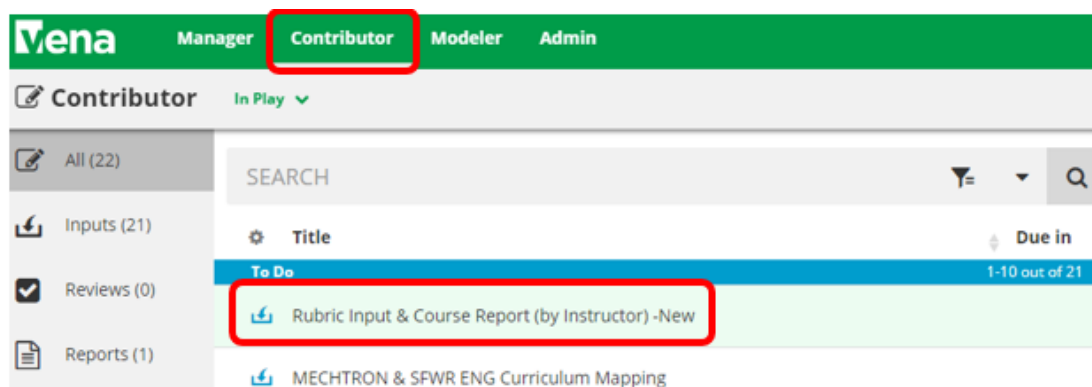 Vena Manager Contributor Modeler Admin
Contributor In Play
All (22)
SEARCH
Inputs (21)
Title Due in
To Do 1-10 out of 21
Reviews (0)
Rubric Input & Course Report (by Instructor) -New
Reports (1)
MECHTRON & SFWR ENG Curriculum Mapping